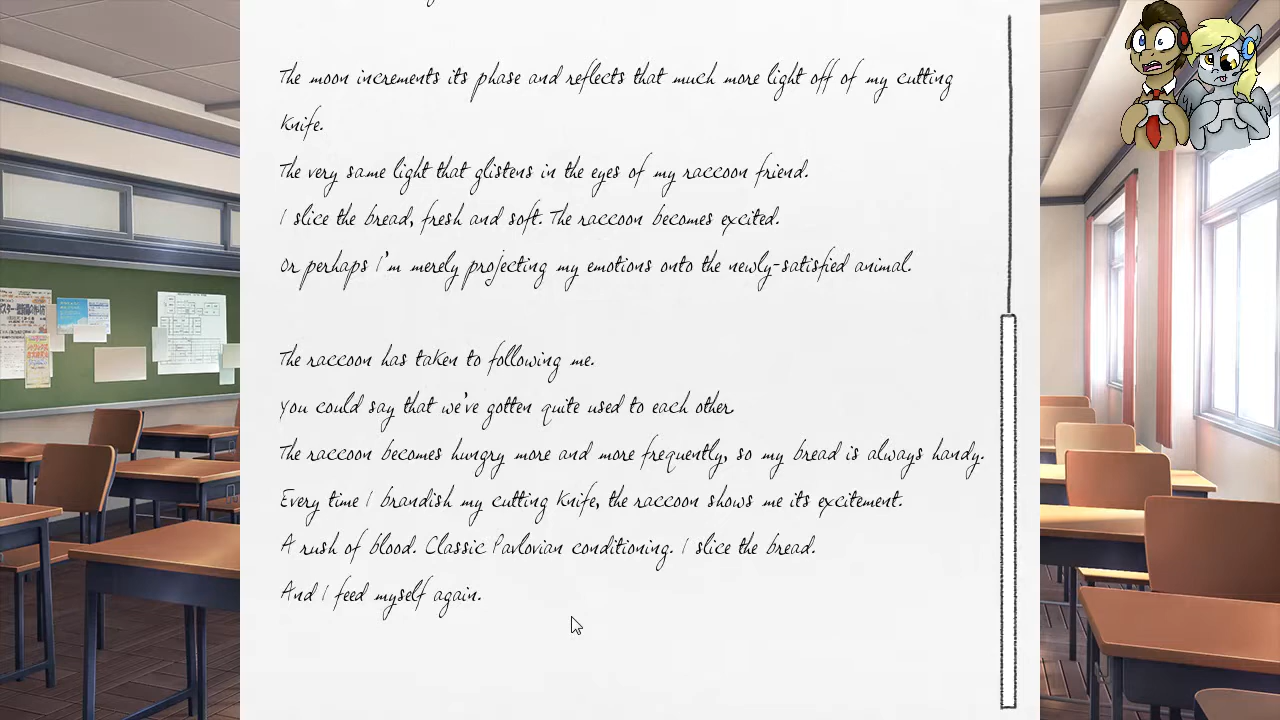 The moon increments its phase and reflects that much more light off of my cutting
knife.
The very same light that glistens in the eyes of my raccoon friend.
I slice the bread, fresh and soft. The raccoon becomes excited.
Or perhaps I'm merely projecting my emotions onto the newly-satisfied animal.
The raccoon has taken to following me.
You could say that we've gotten quite used to each other.
The raccoon becomes hungry more and more frequently, so my bread is always handy.
Every time I brandish my cutting knife, the raccoon shows me its excitement.
A rush of blood. Classic Pavlovian conditioning. I slice the bread.
And I feed myself again.